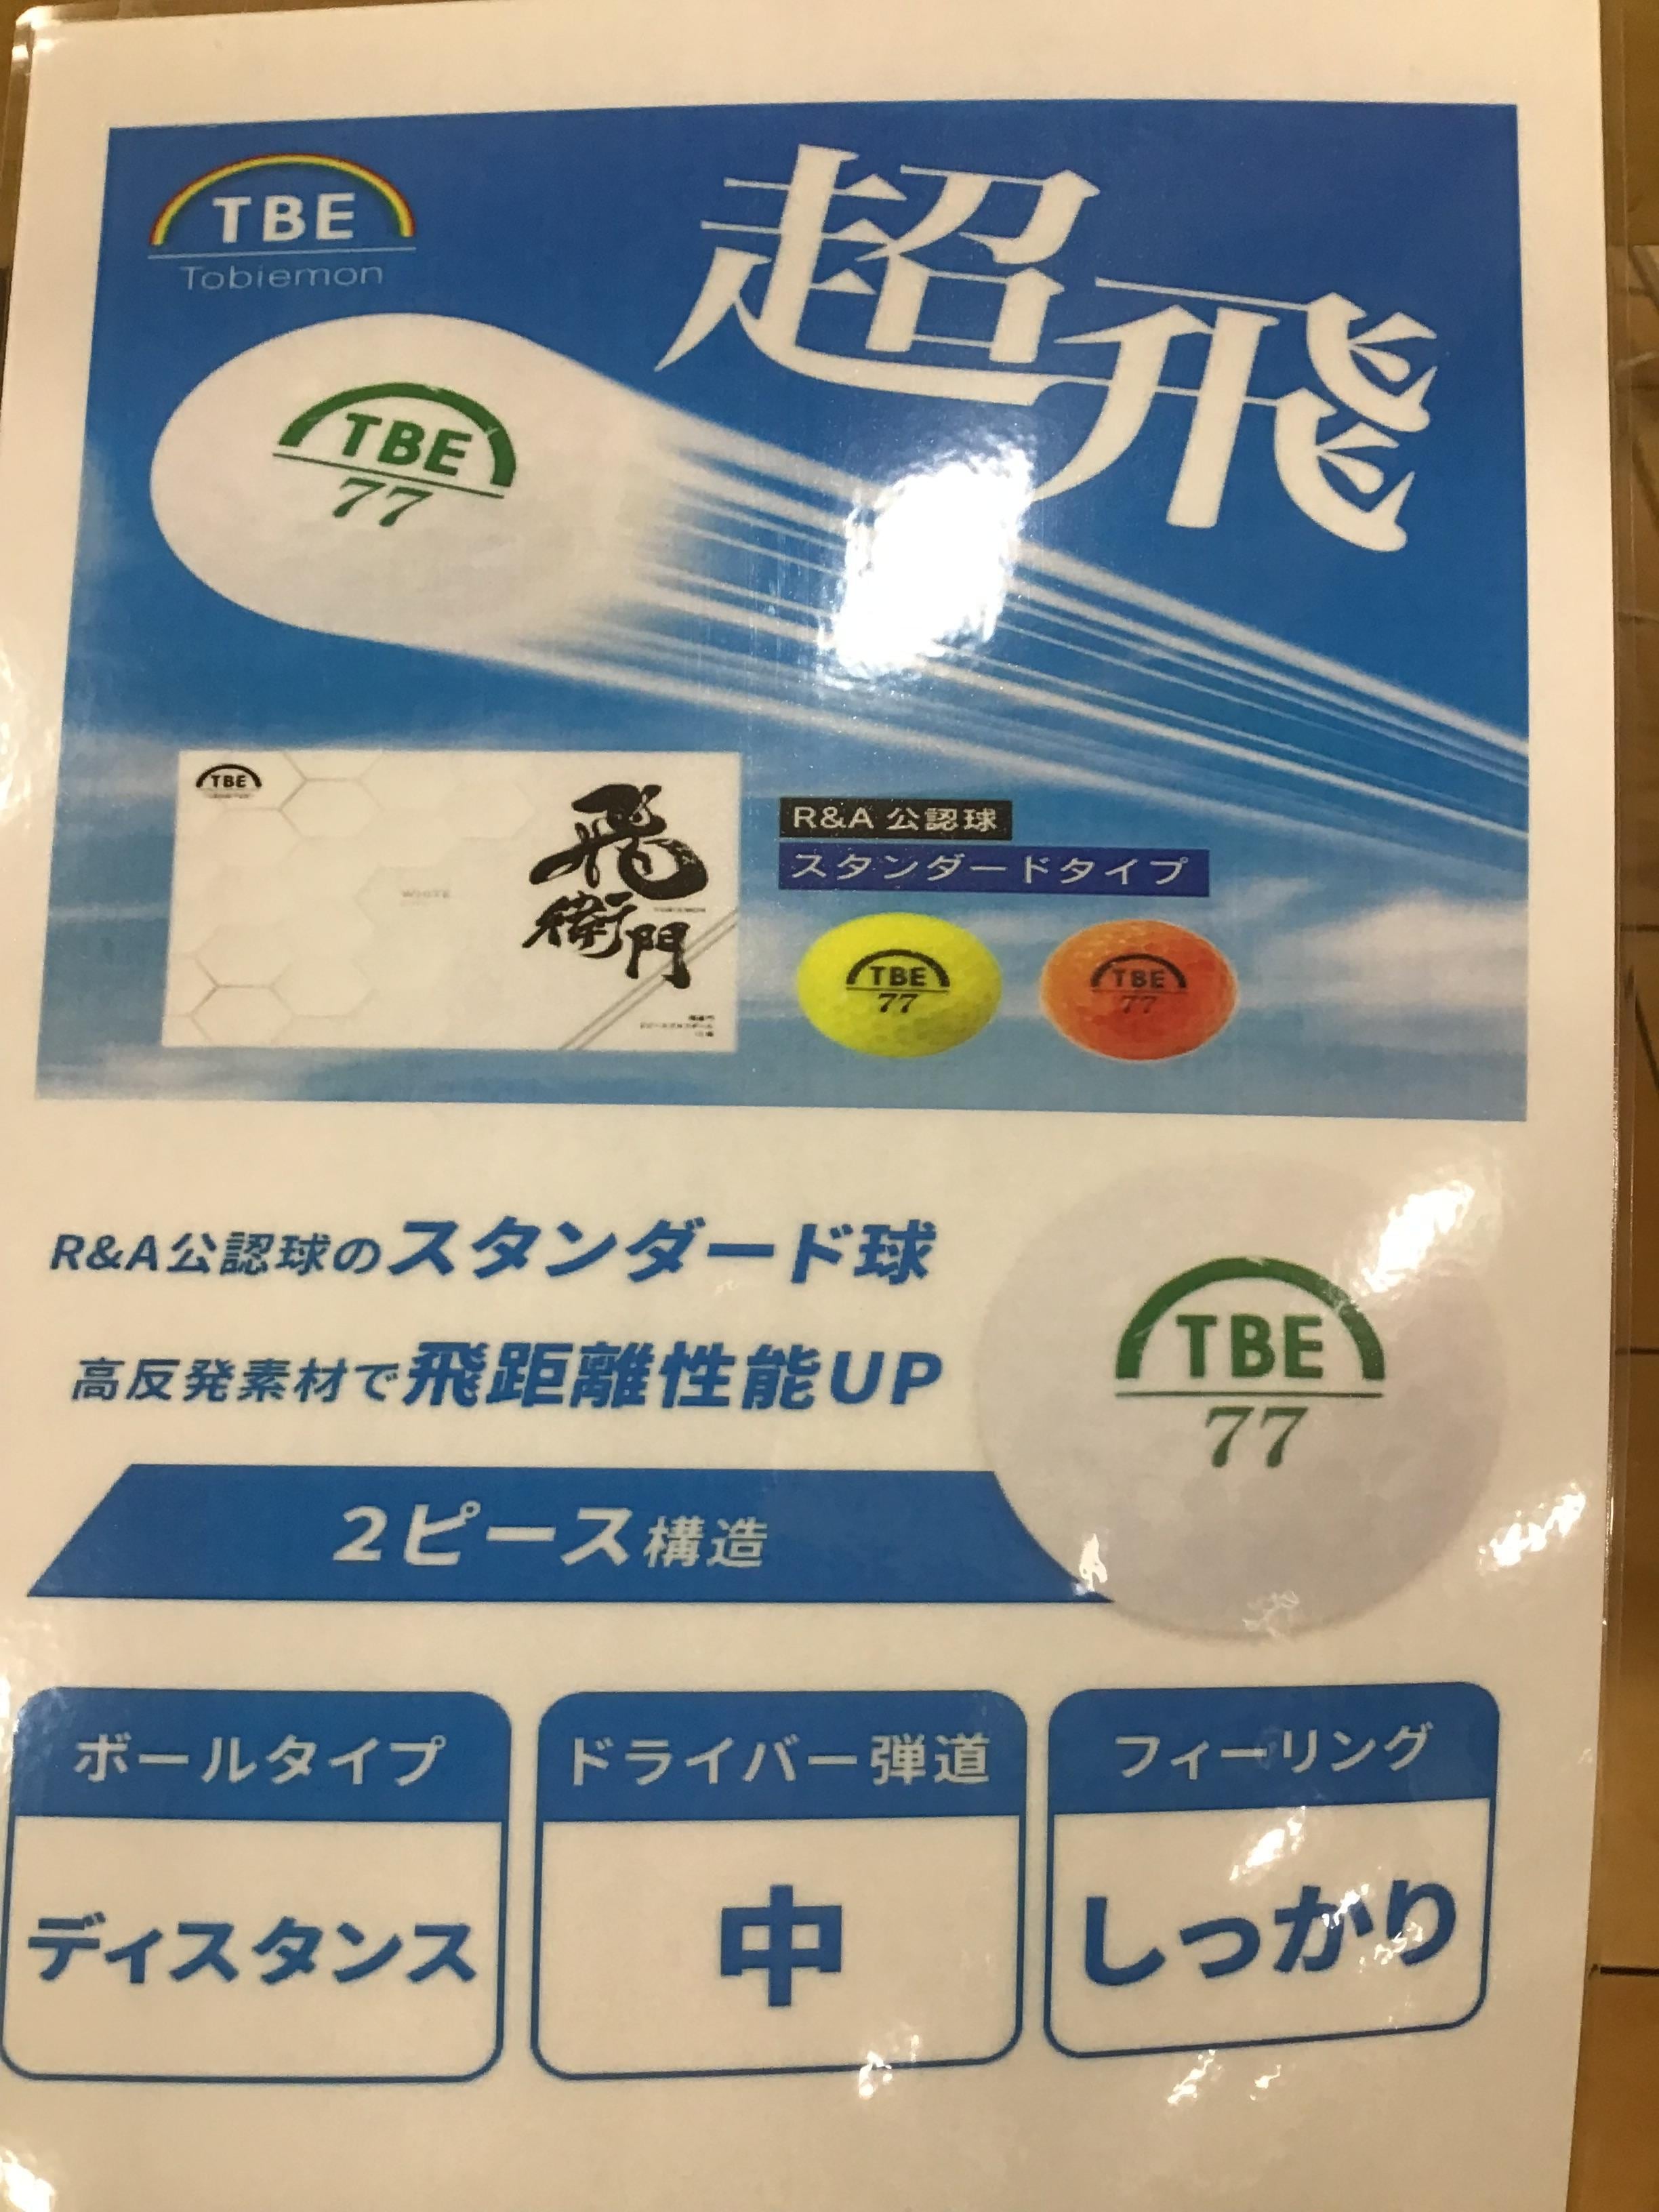 TBE
Tobiemon
超飛
TBE
77
TBE
WHITE
飛衛門
R&A 公認球
スタンダードタイプ
TBE
77
TBE
77
R&A公認球のスタンダード球
高反発素材で飛距離性能UP
TBE
77
2ピース構造
ボールタイプ
ディスタンス
ドライバー弾道
中
フィーリング
しっかり